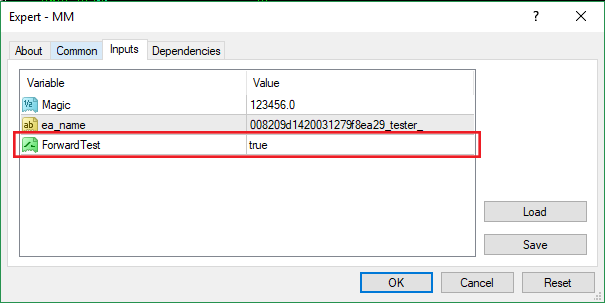 Expert - MM
? ×
About Common Inputs Dependencies
Variable Value
Magic 123456.0
ab ea_name 008209d1420031279f8ea29_tester_
ForwardTest true
Load
Save
OK Cancel Reset